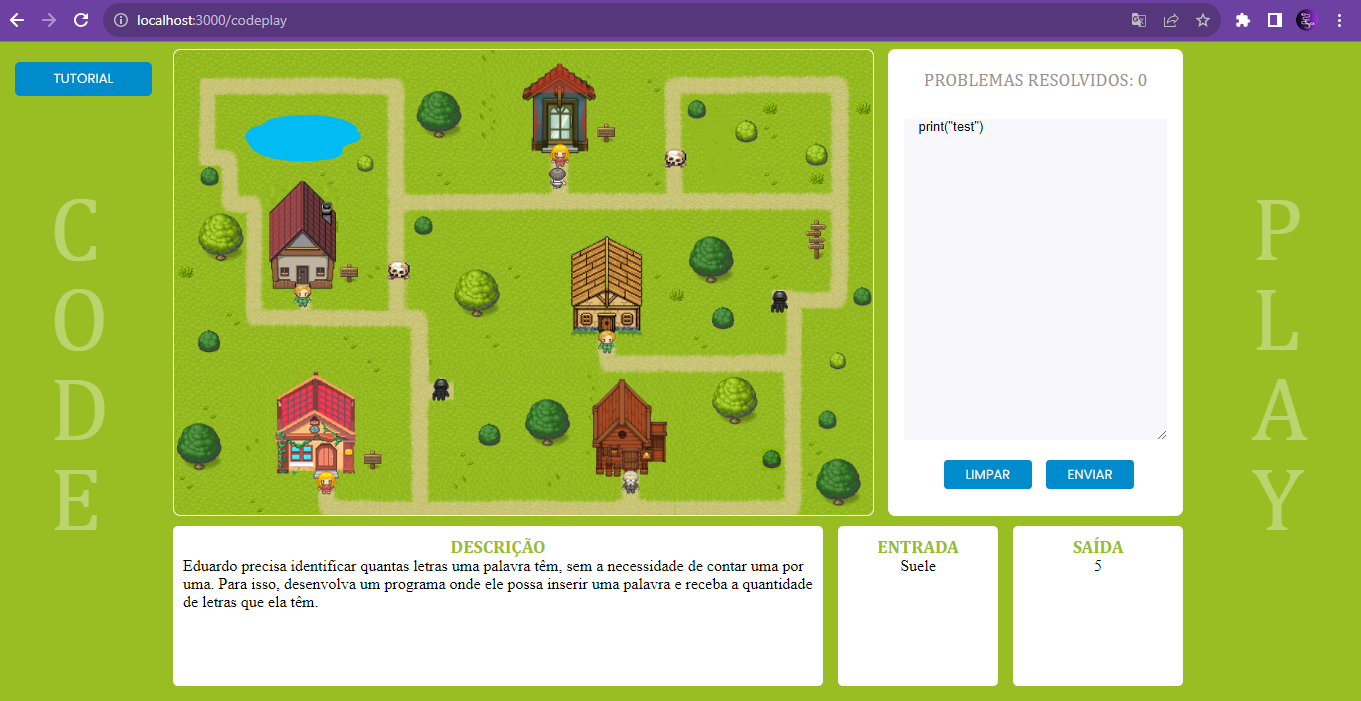 localhost:3000/codeplay
TUTORIAL
PROBLEMAS RESOLVIDOS: 0
print("test")
CODE
PLAY
LIMPAR ENVIAR
DESCRIÇÃO
Eduardo precisa identificar quantas letras uma palavra têm, sem a necessidade de contar uma por
uma. Para isso, desenvolva um programa onde ele possa inserir uma palavra e receba a quantidade
de letras que ela têm.
ENTRADA
Suele
SAÍDA
5